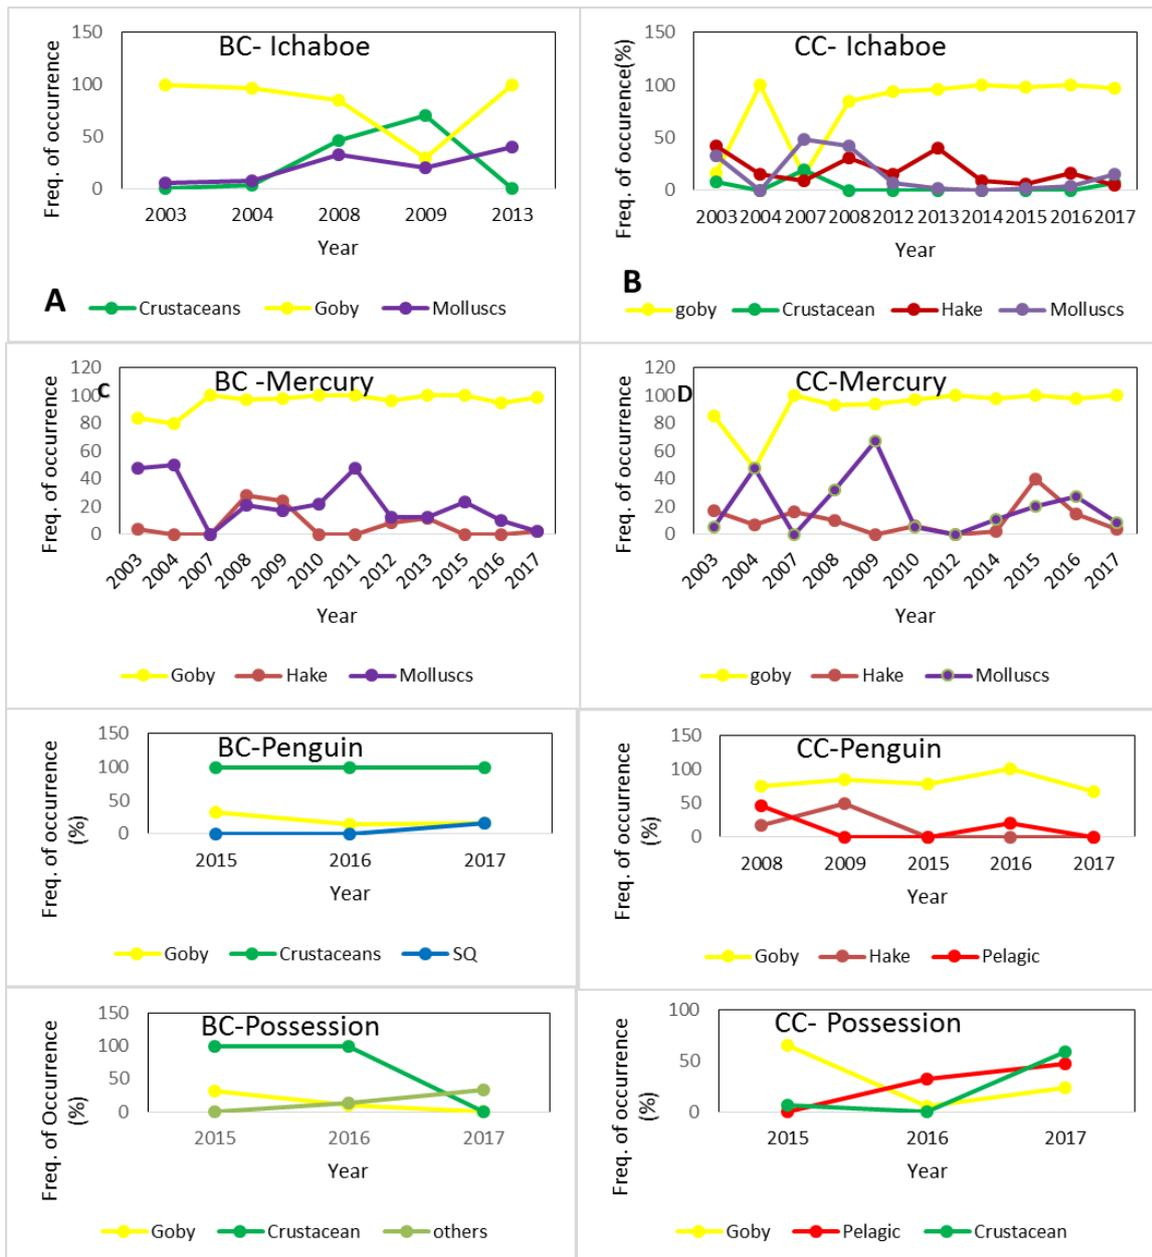 BC- Ichaboe
Freq. of occurrence
150
100
50
0
2003 2004 2008 2009 2013
Year
A
Crustaceans Goby Molluscs
CC- Ichaboe
Freq. of occurence(%)
150
100
50
0
2003 2004 2007 2008 2012 2013 2014 2015 2016 2017
Year
B
goby Crustacean Hake Molluscs
BC -Mercury
C
Freq. of occurrence
120
100
80
60
40
20
0
2003 2004 2007 2008 2009 2010 2011 2012 2013 2015 2016 2017
Year
Goby Hake Molluscs
CC-Mercury
D
Freq. of occurrence
120
100
80
60
40
20
0
2003 2004 2007 2008 2009 2010 2012 2014 2015 2016 2017
Year
goby Hake Molluscs
BC-Penguin
Freq. of occurrence
(%)
150
100
50
0
2015 2016 2017
Year
Goby Crustaceans SQ
CC-Penguin
Freq. of occurrence
(%)
150
100
50
0
2008 2009 2015 2016 2017
Year
Goby Hake Pelagic
BC-Possession
Freq. of Occurrence
(%)
150
100
50
0
2015 2016 2017
Year
Goby Crustacean others
CC- Possession
Freq. of occurrence
(%)
100
50
0
2015 2016 2017
Year
Goby Pelagic Crustacean